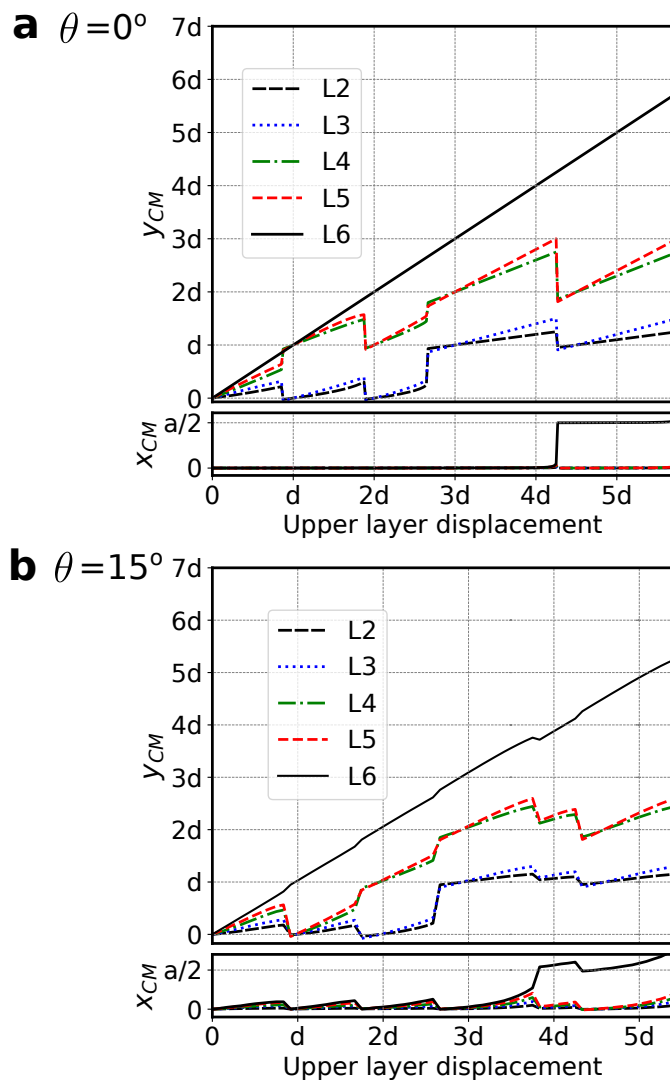 a θ=0°
7d
6d
5d
4d
3d
2d
d
0
y_CM
L2
L3
L4
L5
L6
a/2
0
x_CM
0 d 2d 3d 4d 5d
Upper layer displacement
b θ=15°
7d
6d
5d
4d
3d
2d
d
0
y_CM
L2
L3
L4
L5
L6
a/2
0
x_CM
0 d 2d 3d 4d 5d
Upper layer displacement